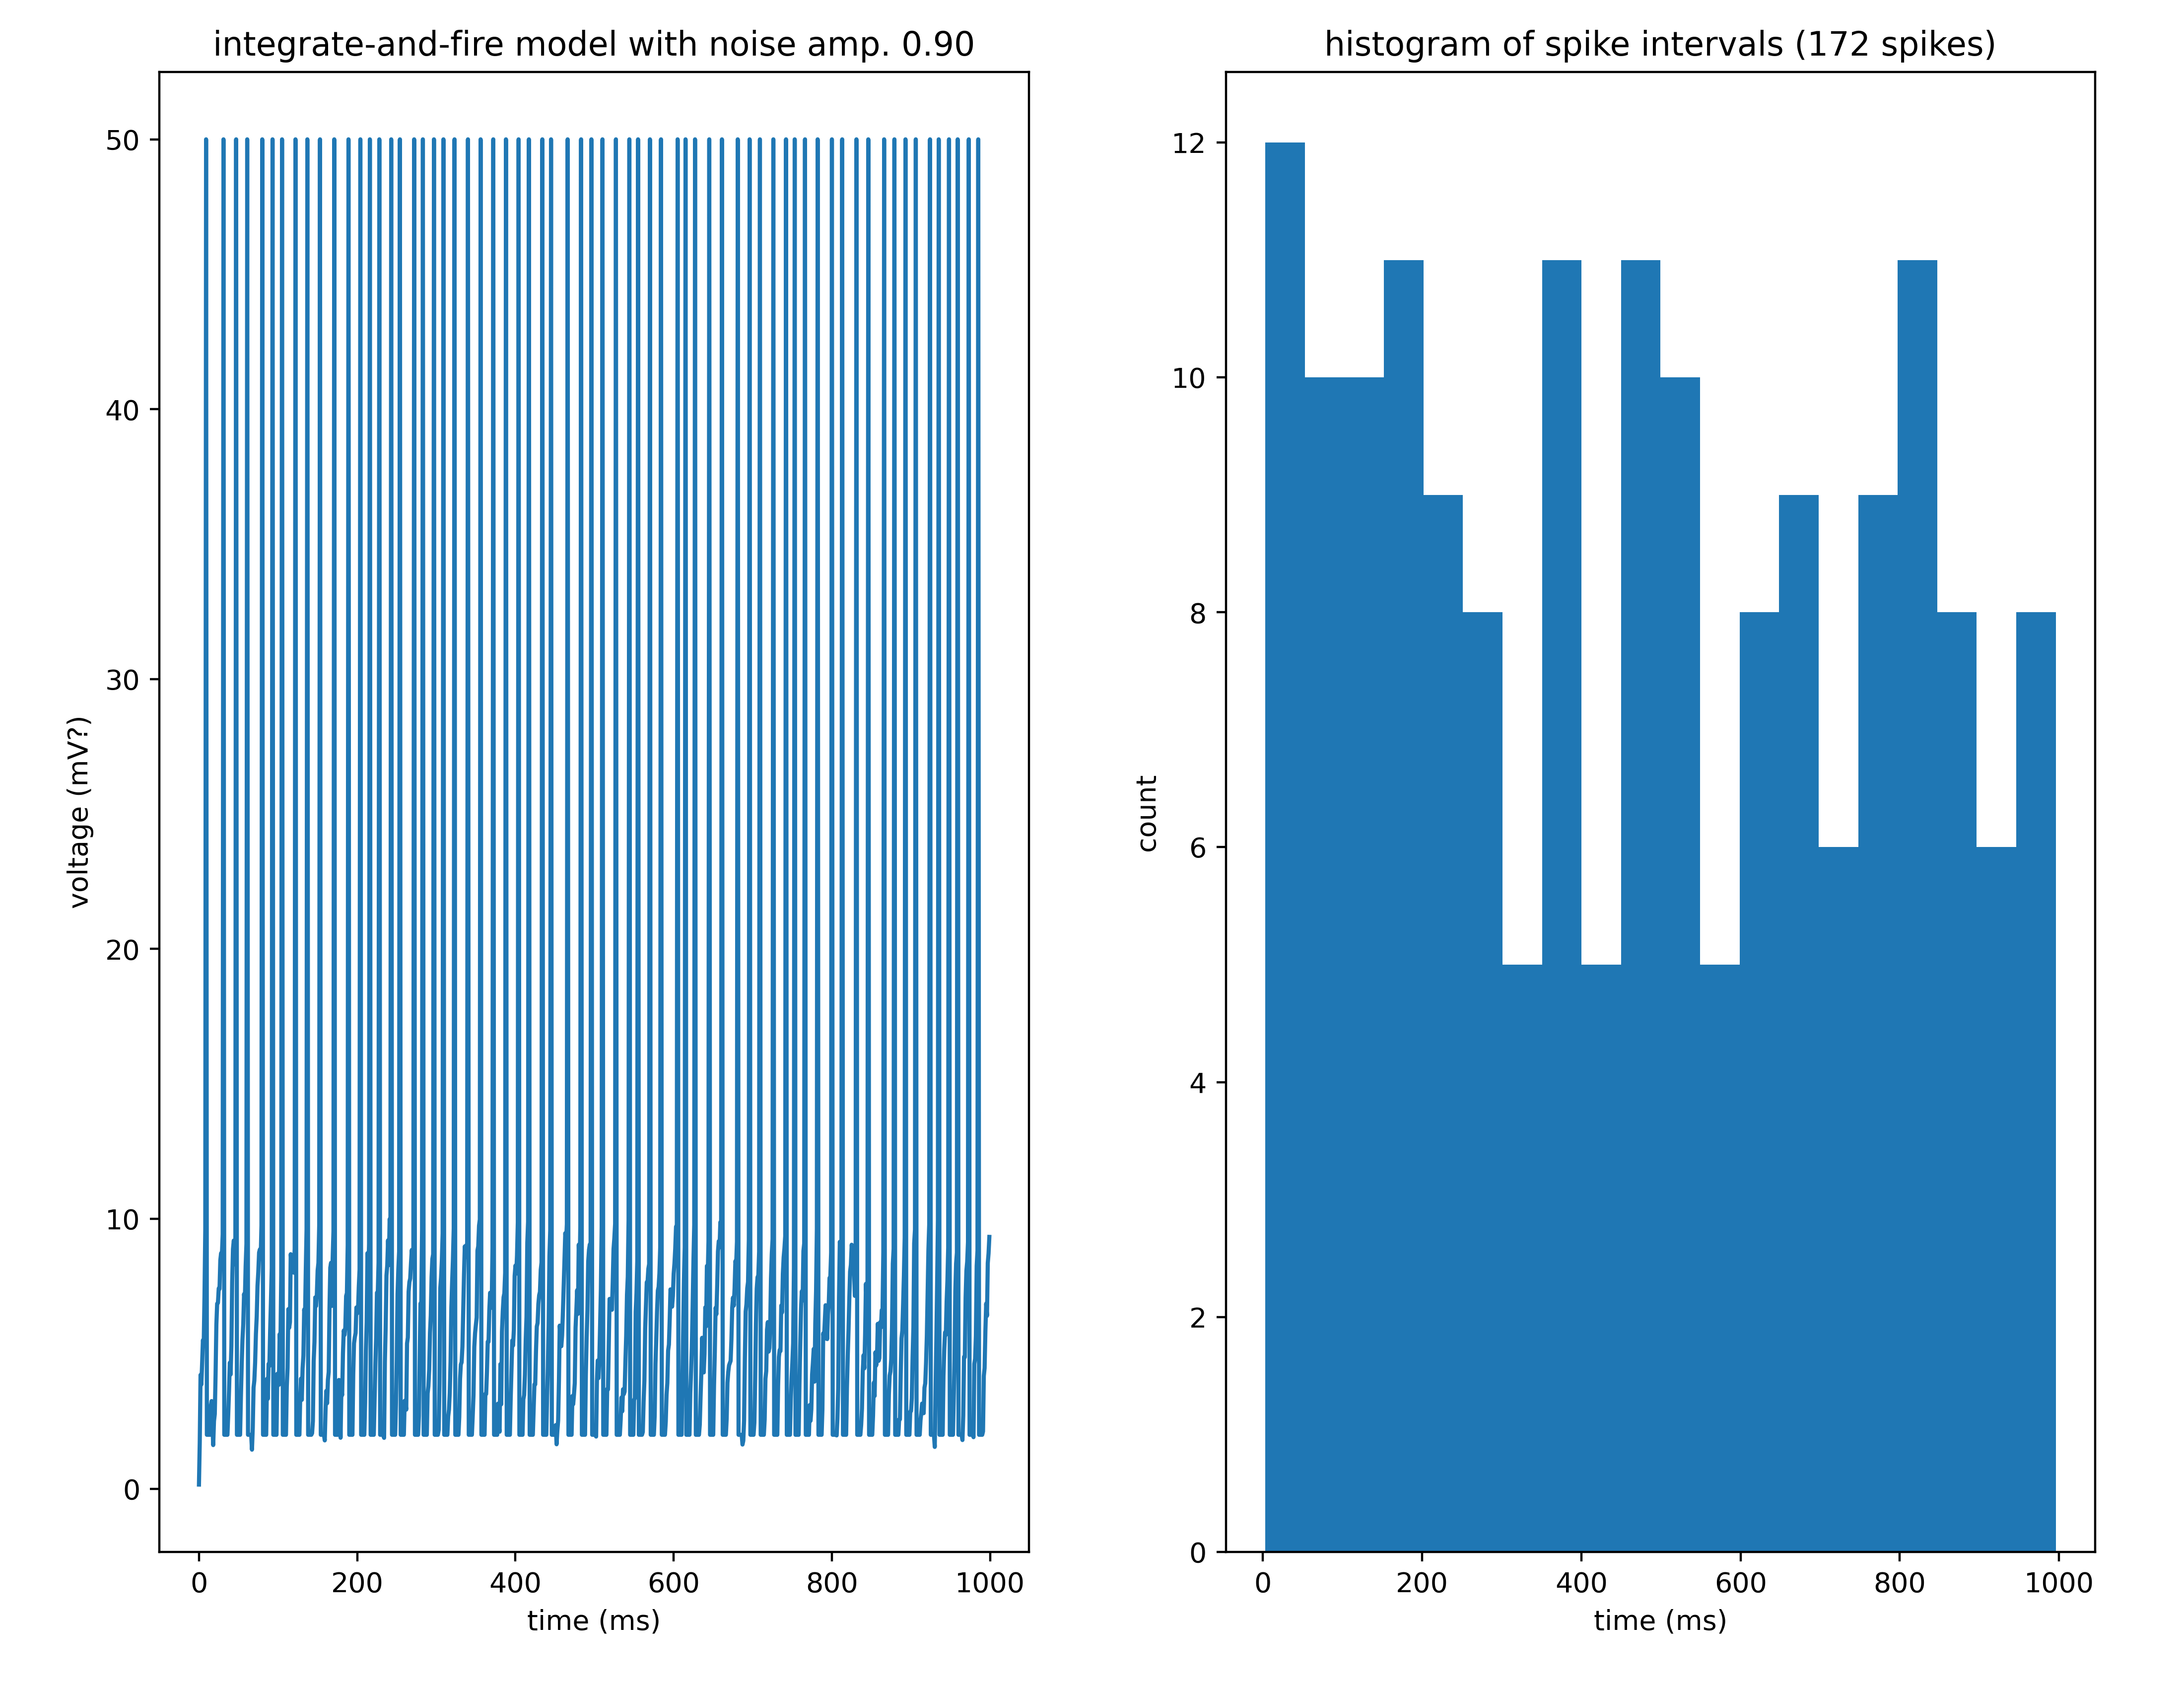 integrate-and-fire model with noise amp. 0.90
50
40
30
20
10
0
voltage (mV?)
0 200 400 600 800 1000
time (ms)
histogram of spike intervals (172 spikes)
12
10
8
6
4
2
0
count
0 200 400 600 800 1000
time (ms)